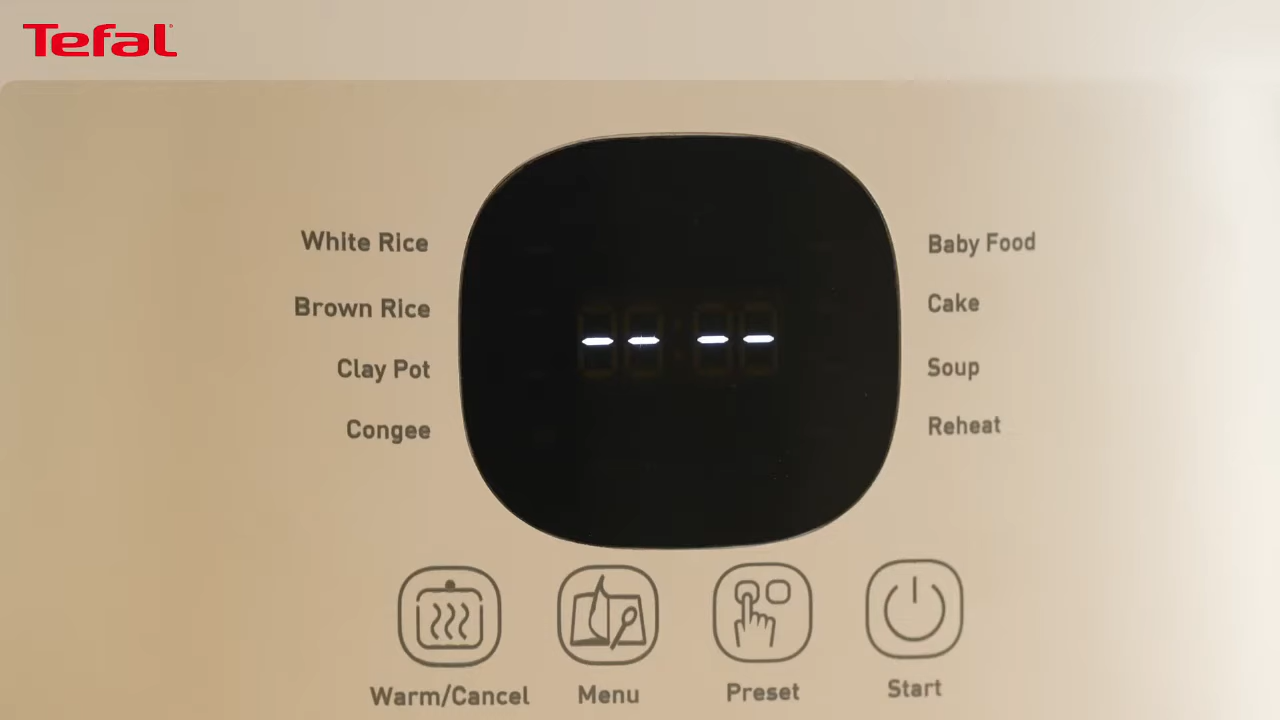 Tefal
White Rice
Brown Rice
Clay Pot
Congee
-- --
Baby Food
Cake
Soup
Reheat
Warm/Cancel
Menu
Preset
Start